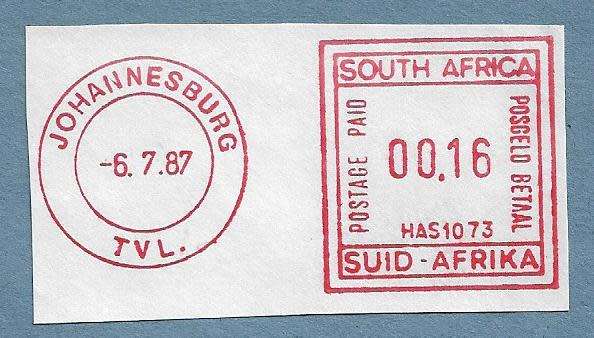 JOHANNESBURG
-6.7.87
TVL.
SOUTH AFRICA
POSTAGE PAID
00.16
POSGELD BETAAL
HAS1073
SUID-AFRIKA